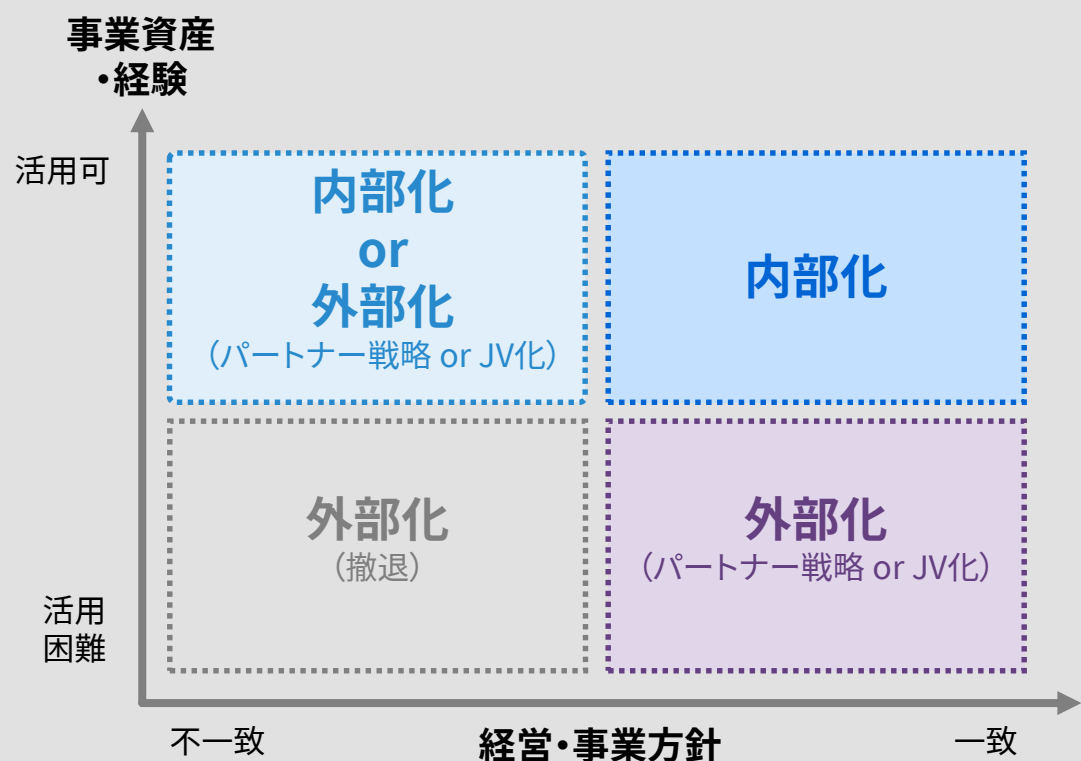 事業資産
・経験
活用可
内部化
or
外部化
（パートナー戦略 or JV化）
内部化
外部化
（撤退）
外部化
（パートナー戦略 or JV化）
活用
困難
不一致
経営・事業方針
一致